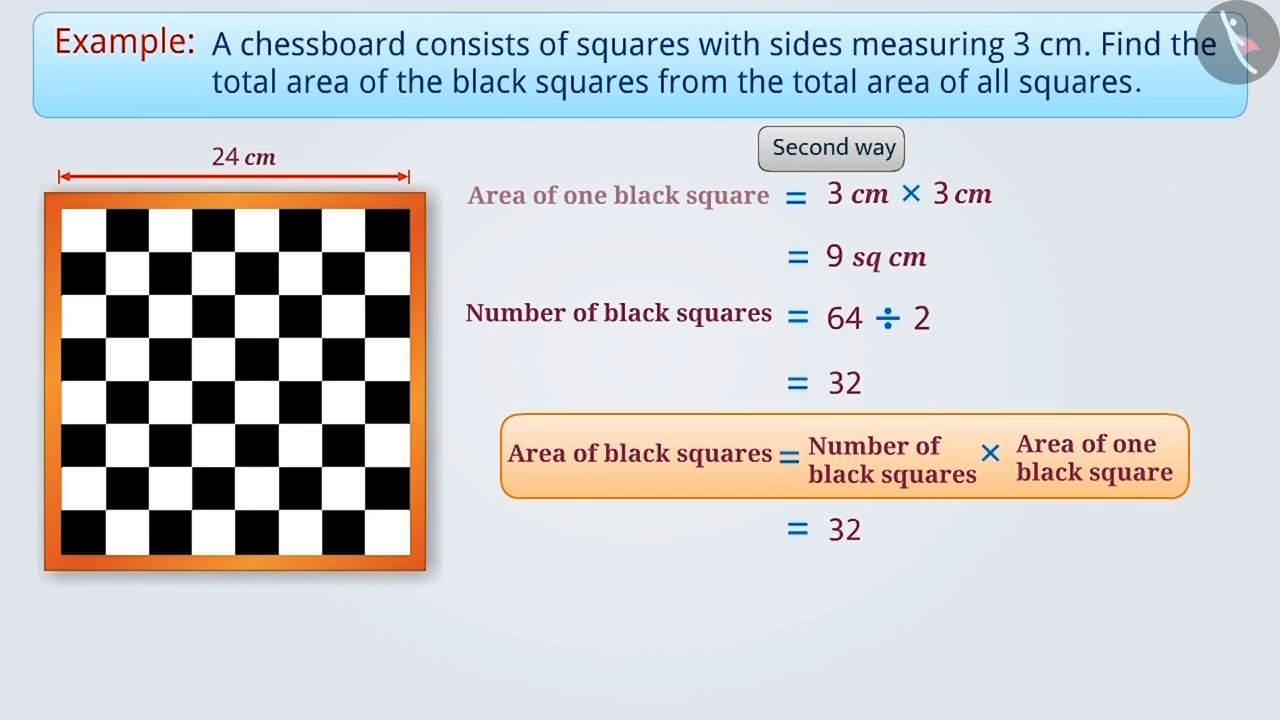 Example: A chessboard consists of squares with sides measuring 3 cm. Find the
total area of the black squares from the total area of all squares.
24 cm
Second way
Area of one black square = 3 cm × 3 cm
= 9 sq cm
Number of black squares = 64 ÷ 2
= 32
Area of black squares = Number of black squares × Area of one black square
= 32